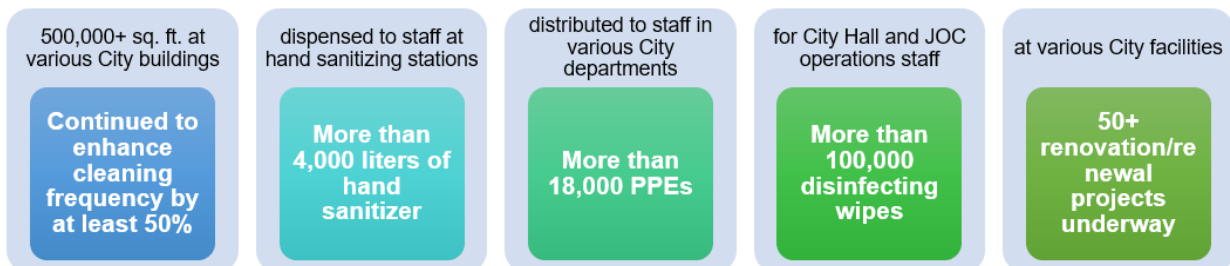 500,000+ sq. ft. at
various City buildings
Continued to
enhance
cleaning
frequency by
at least 50%
dispensed to staff at
hand sanitizing stations
More than
4,000 liters of
hand
sanitizer
distributed to staff in
various City
departments
More than
18,000 PPEs
for City Hall and JOC
operations staff
More than
100,000
disinfecting
wipes
at various City facilities
50+
renovation/re
newal
projects
underway